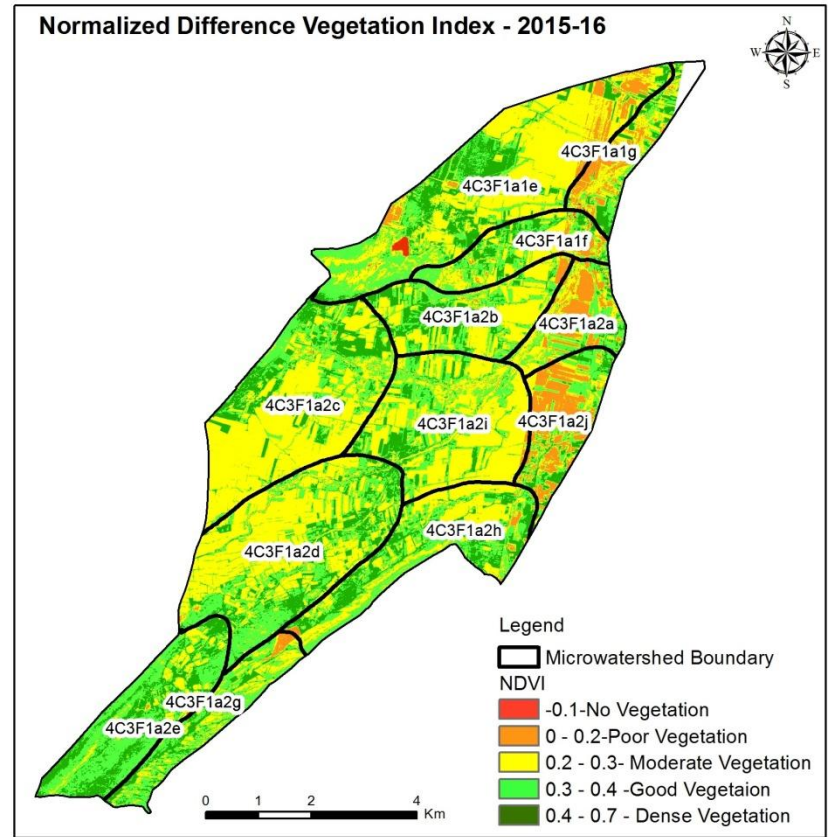 Normalized Difference Vegetation Index - 2015-16
N
W E
S
4C3F1a1g
4C3F1a1e
4C3F1a1f
4C3F1a2b
4C3F1a2a
4C3F1a2c
4C3F1a2i
4C3F1a2j
4C3F1a2h
4C3F1a2d
4C3F1a2g
4C3F1a2e
Legend
Microwatershed Boundary
NDVI
-0.1-No Vegetation
0 - 0.2-Poor Vegetation
0.2 - 0.3- Moderate Vegetation
0.3 - 0.4 -Good Vegetaion
0.4 - 0.7 - Dense Vegetation
0 1 2 4
Km